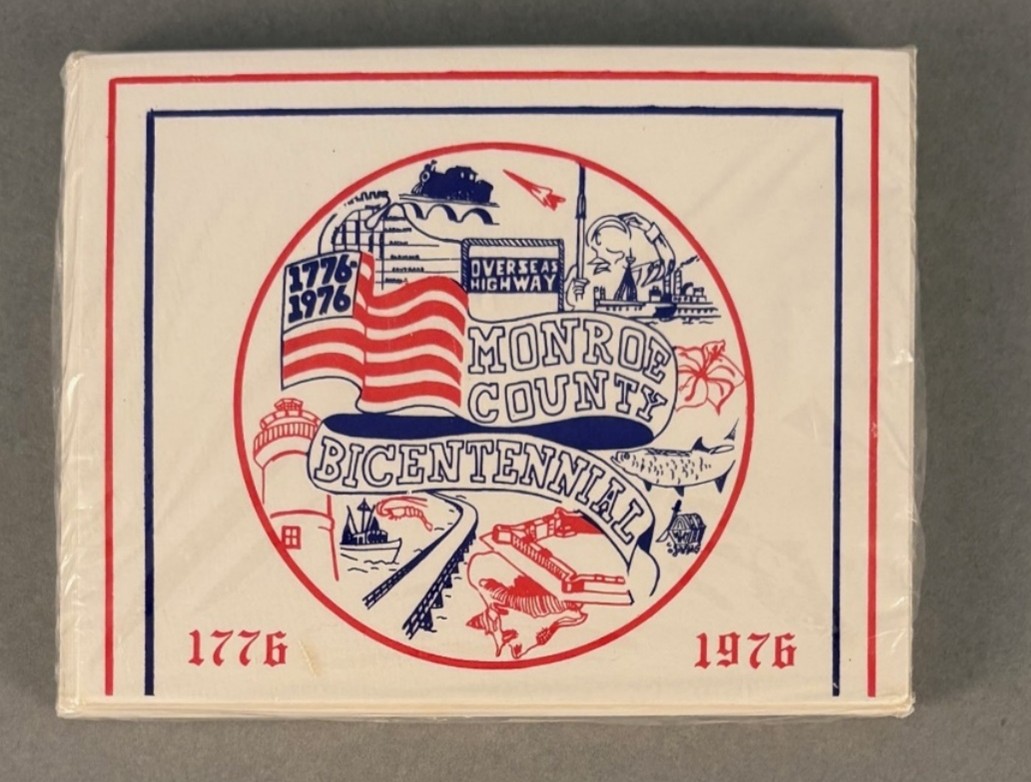 1776-
1976
OVERSEAS
HIGHWAY
MONROE
COUNTY
BICENTENNIAL
1776
1976